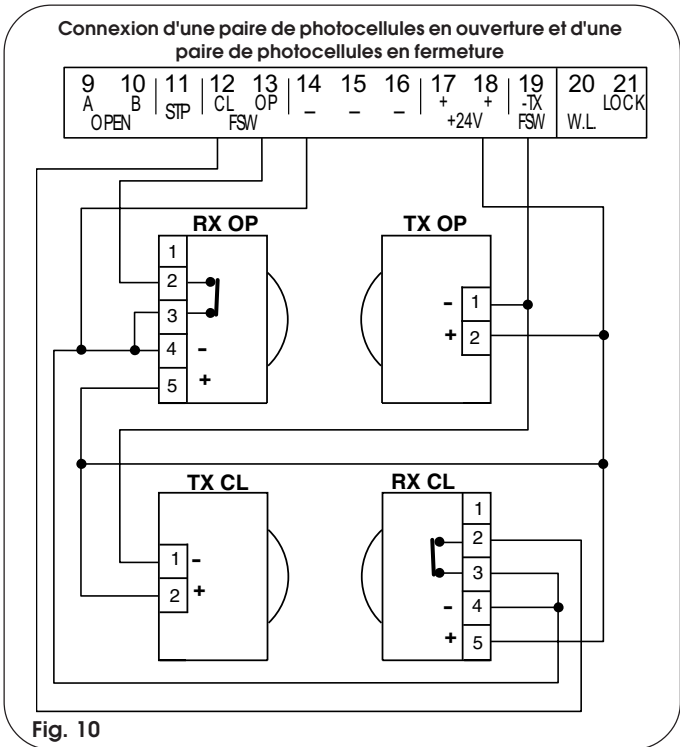 Connexion d'une paire de photocellules en ouverture et d'une
paire de photocellules en fermeture
9 10 11 12 13 14 15 16 17 18 19 20 21
A B STP CL OP – – – + + -TX W.L. LOCK
OPEN FSW +24V FSW
RX OP TX OP
1
2
3
4 -
5 +
- 1
+ 2
TX CL RX CL
1 -
2 +
1
2
3
- 4
+ 5
Fig. 10